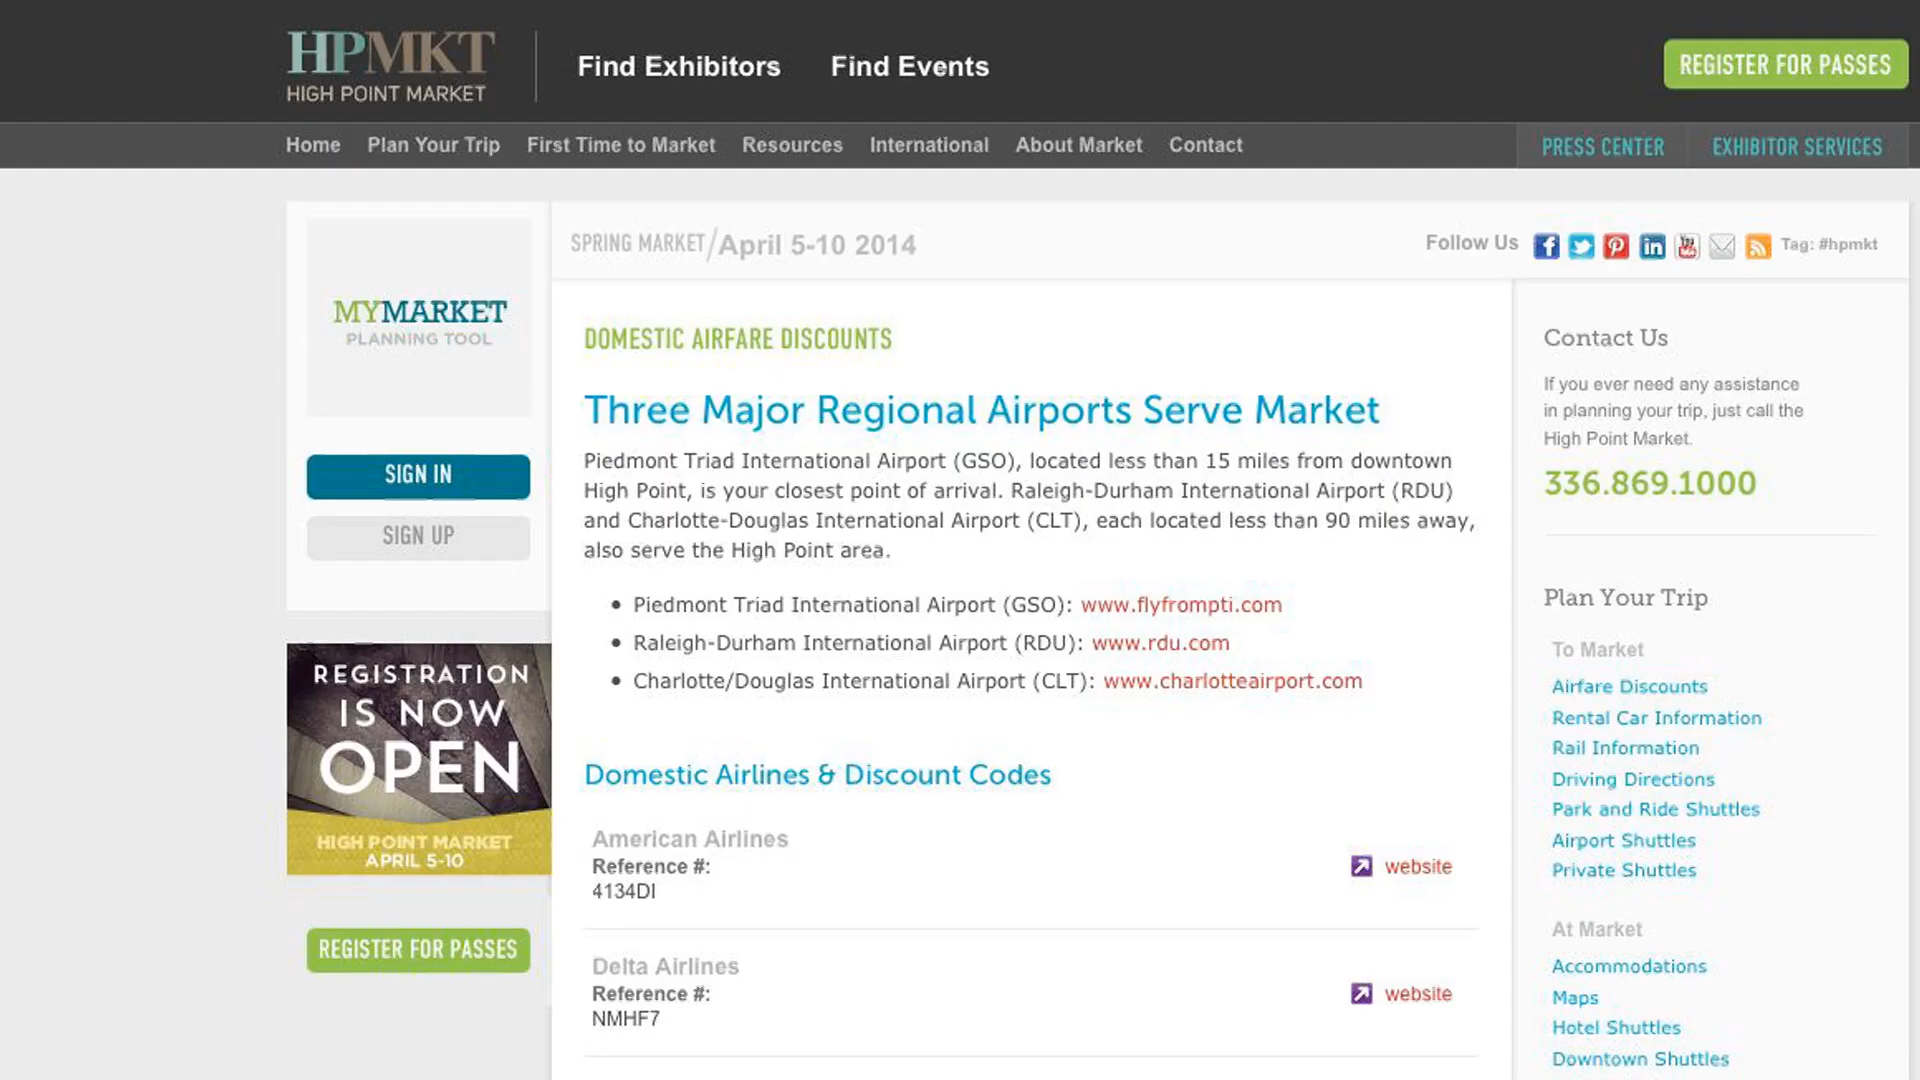 HPMKT
HIGH POINT MARKET
Find Exhibitors
Find Events
REGISTER FOR PASSES
Home
Plan Your Trip
First Time to Market
Resources
International
About Market
Contact
PRESS CENTER
EXHIBITOR SERVICES
MYMARKET
PLANNING TOOL
SIGN IN
SIGN UP
REGISTRATION
IS NOW
OPEN
HIGH POINT MARKET
APRIL 5-10
REGISTER FOR PASSES
SPRING MARKET/April 5-10 2014
Follow Us
Tag: #hpmkt
DOMESTIC AIRFARE DISCOUNTS
Three Major Regional Airports Serve Market
Piedmont Triad International Airport (GSO), located less than 15 miles from downtown
High Point, is your closest point of arrival. Raleigh-Durham International Airport (RDU)
and Charlotte-Douglas International Airport (CLT), each located less than 90 miles away,
also serve the High Point area.
• Piedmont Triad International Airport (GSO): www.flyfrompti.com
• Raleigh-Durham International Airport (RDU): www.rdu.com
• Charlotte/Douglas International Airport (CLT): www.charlotteairport.com
Domestic Airlines & Discount Codes
American Airlines
Reference #:
4134DI
website
Delta Airlines
Reference #:
NMHF7
website
Contact Us
If you ever need any assistance
in planning your trip, just call the
High Point Market.
336.869.1000
Plan Your Trip
To Market
Airfare Discounts
Rental Car Information
Rail Information
Driving Directions
Park and Ride Shuttles
Airport Shuttles
Private Shuttles
At Market
Accommodations
Maps
Hotel Shuttles
Downtown Shuttles